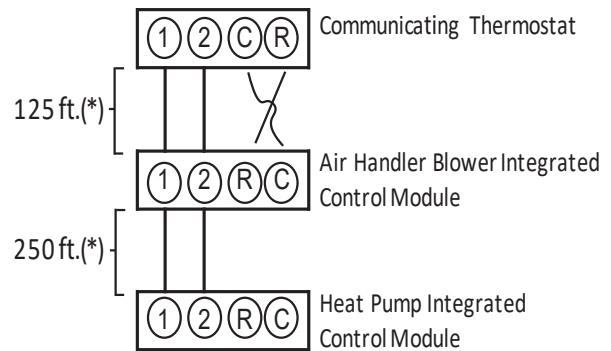 1 2 C R
Communicating Thermostat
125 ft.(*)
1 2 R C
Air Handler Blower Integrated
Control Module
250 ft.(*)
1 2 R C
Heat Pump Integrated
Control Module